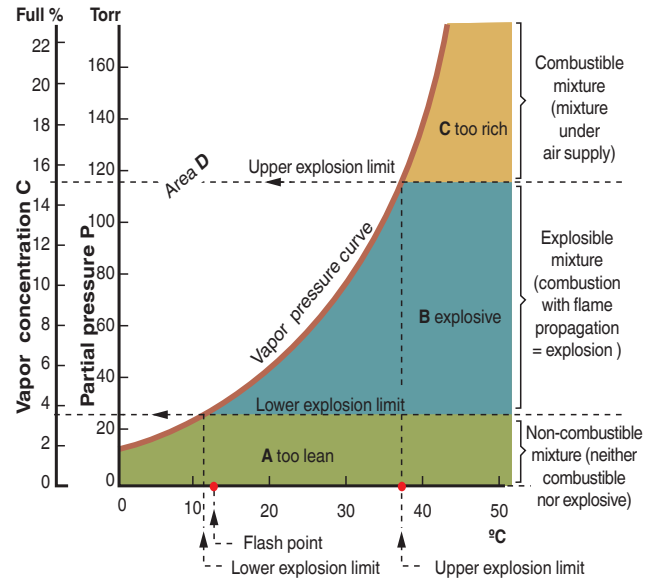 Full %
Torr
22
20
18
16
14
12
10
8
6
4
2
0
Vapor concentration C
160
140
120
100
80
60
40
20
0
Partial pressure P
Area D
Upper explosion limit
Vapor pressure curve
Lower explosion limit
C too rich
B explosive
A too lean
Combustible
mixture
(mixture
under
air supply)
Explosible
mixture
(combustion
with flame
propagation
= explosion )
Non-combustible
mixture (neither
combustible
nor explosive)
0
10
20
30
40
50
ºC
Flash point
Lower explosion limit
Upper explosion limit